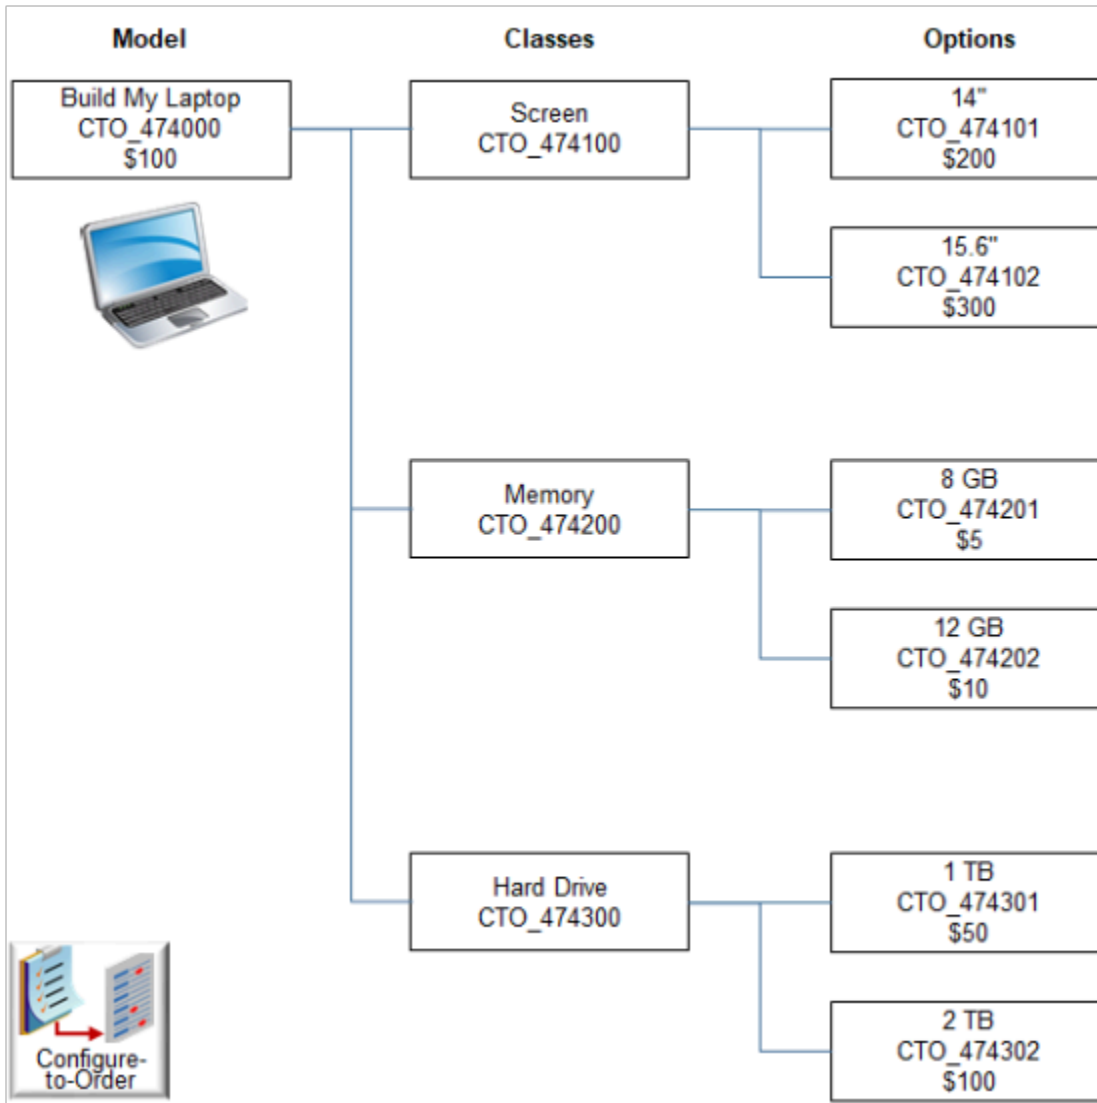 Model
Classes
Options
Build My Laptop
CTO_474000
$100
Screen
CTO_474100
14"
CTO_474101
$200
15.6"
CTO_474102
$300
Memory
CTO_474200
8 GB
CTO_474201
$5
12 GB
CTO_474202
$10
Hard Drive
CTO_474300
1 TB
CTO_474301
$50
2 TB
CTO_474302
$100
Configure-
to-Order